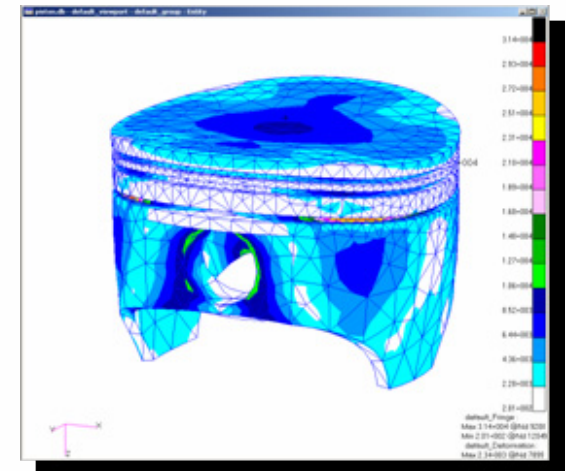 piston.db - default_viewport - default_group - Entity
3.14+004
2.93+004
2.72+004
2.51+004
2.31+004
2.10+004
004
1.89+004
1.68+004
1.48+004
1.27+004
1.06+004
8.52+003
6.44+003
4.36+003
2.28+003
2.01+002
default_Fringe :
Max 3.14+004 @Nd 9200
Min 2.01+002 @Nd
default_Deformation :
Max 2.34+003 @Nd
Y
X
Z